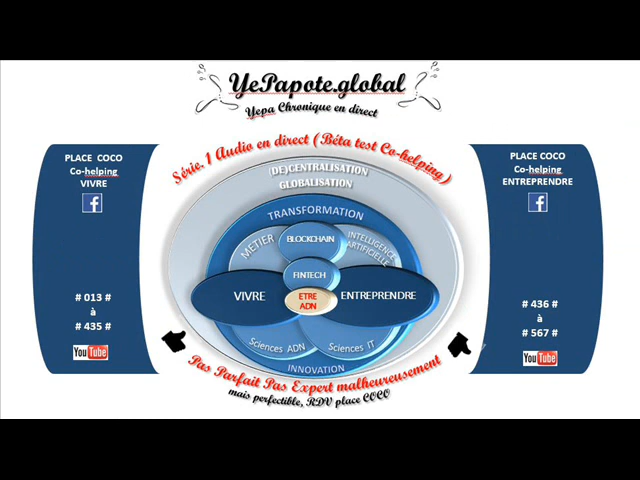 YePapote.global
Yepa Chronique en direct
Série.1 Audio en direct (Béta test Co-helping)
PLACE COCO
Co-helping
VIVRE
# 013 #
à
# 435 #
YouTube
(DE)CENTRALISATION
GLOBALISATION
TRANSFORMATION
METIER
BLOCKCHAIN
INTELLIGENCE
ARTIFICIELLE
FINTECH
VIVRE
ETRE
ADN
ENTREPRENDRE
Sciences ADN
Sciences IT
INNOVATION
PLACE COCO
Co-helping
ENTREPRENDRE
# 436 #
à
# 567 #
YouTube
Pas Parfait Pas Expert malheureusement
mais perfectible, RDV place COCO